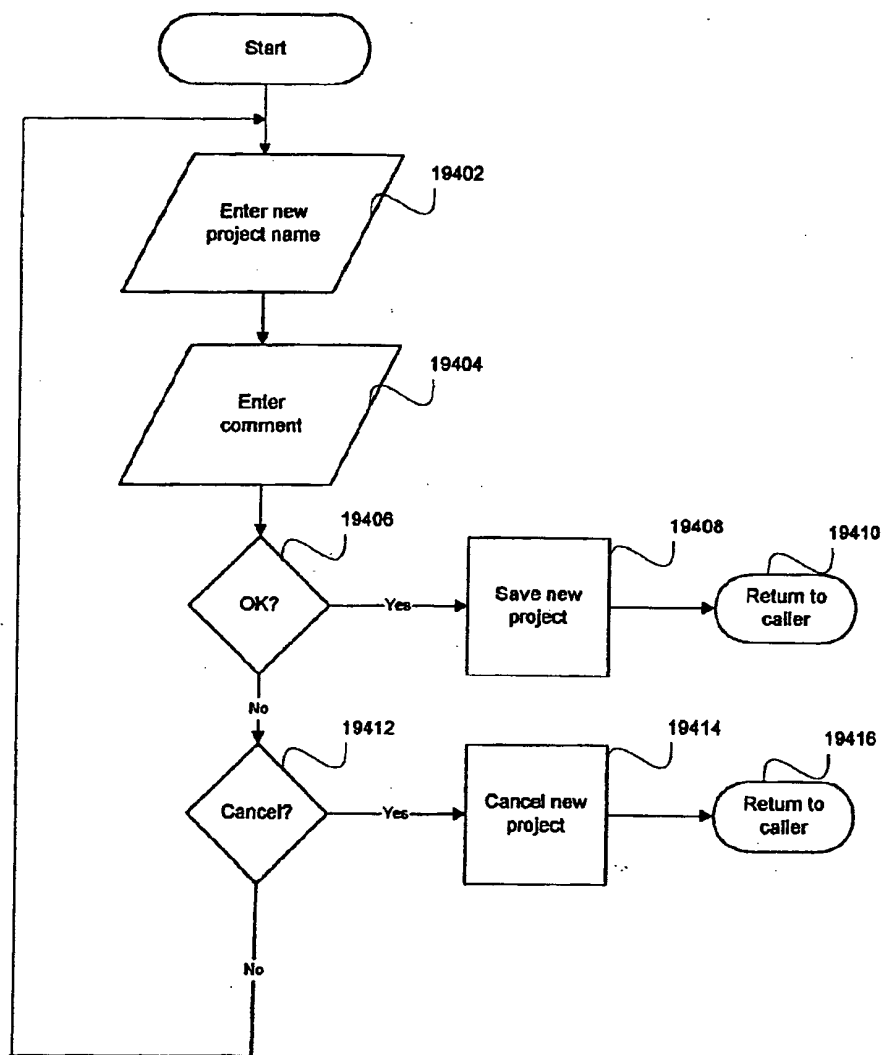 Start
19402
Enter new
project name
19404
Enter
comment
19406
OK?
Yes
19408
Save new
project
19410
Return to
caller
No
19412
Cancel?
Yes
19414
Cancel new
project
19416
Return to
caller
No